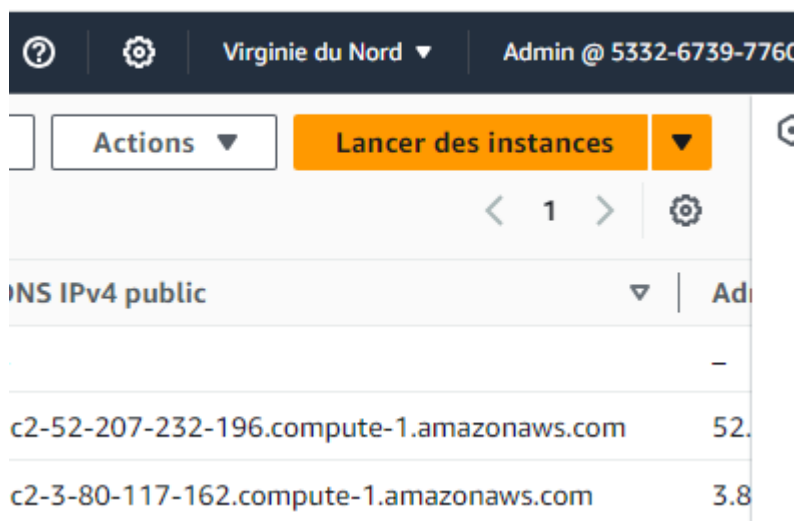 Virginie du Nord Admin @ 5332-6739-7760
Actions Lancer des instances
1
NS IPv4 public Ad
– 
c2-52-207-232-196.compute-1.amazonaws.com 52.
c2-3-80-117-162.compute-1.amazonaws.com 3.8